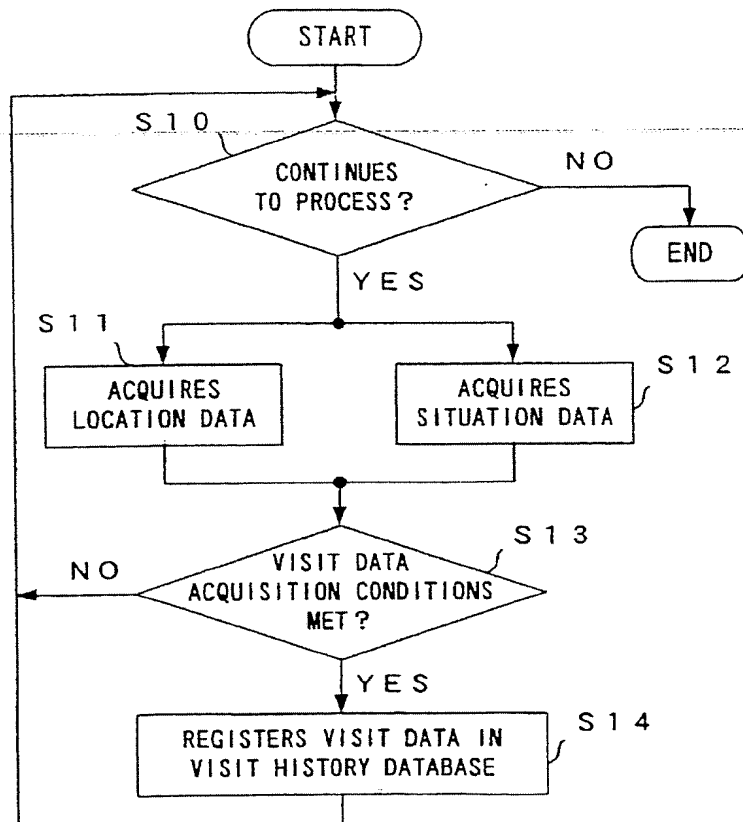 START
S10
CONTINUES
TO PROCESS?
NO
END
YES
S11
ACQUIRES
LOCATION DATA
ACQUIRES
SITUATION DATA
S12
S13
VISIT DATA
ACQUISITION CONDITIONS
MET?
NO
YES
S14
REGISTERS VISIT DATA IN
VISIT HISTORY DATABASE